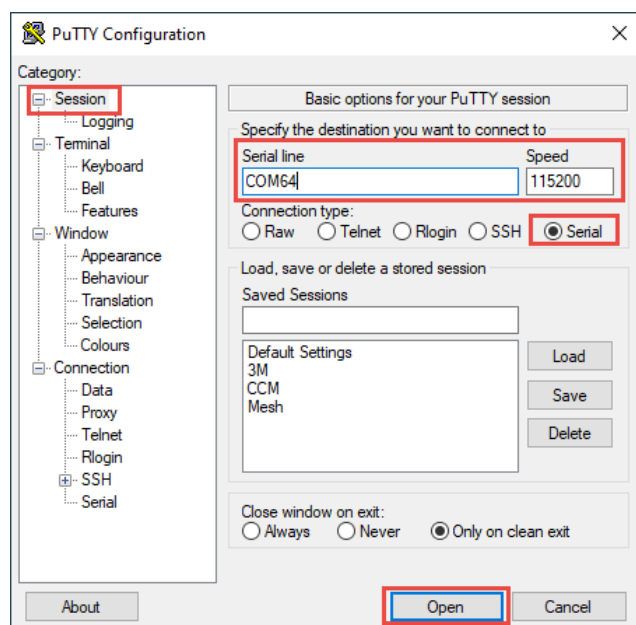 PuTTY Configuration
Category:
Session
Logging
Terminal
Keyboard
Bell
Features
Window
Appearance
Behaviour
Translation
Selection
Colours
Connection
Data
Proxy
Telnet
Rlogin
SSH
Serial
Basic options for your PuTTY session
Specify the destination you want to connect to
Serial line Speed
COM64 115200
Connection type:
Raw Telnet Rlogin SSH Serial
Load, save or delete a stored session
Saved Sessions
Default Settings
3M
CCM
Mesh
Load
Save
Delete
Close window on exit:
Always Never Only on clean exit
About Open Cancel